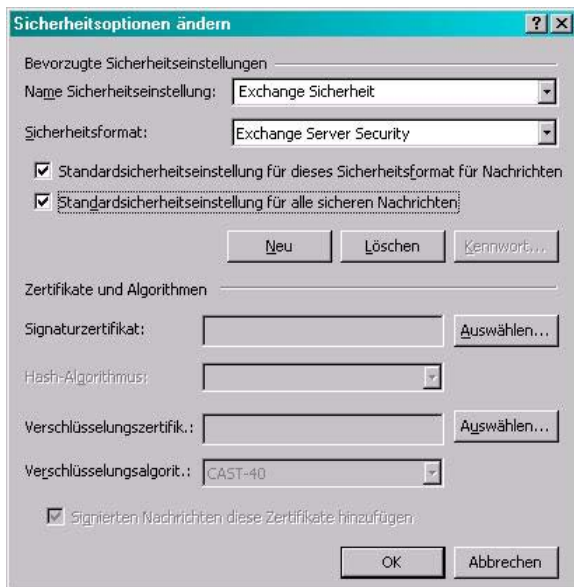 Sicherheitsoptionen ändern
Bevorzugte Sicherheitseinstellungen
Name Sicherheitseinstellung: Exchange Sicherheit
Sicherheitsformat: Exchange Server Security
Standardsicherheitseinstellung für dieses Sicherheitsformat für Nachrichten
Standardsicherheitseinstellung für alle sicheren Nachrichten
Neu Löschen Kennwort...
Zertifikate und Algorithmen
Signaturzertifikat: Auswählen...
Hash-Algorithmus:
Verschlüsselungszertifik.: Auswählen...
Verschlüsselungsalgorit.: CAST-40
Signierten Nachrichten diese Zertifikate hinzufügen
OK Abbrechen